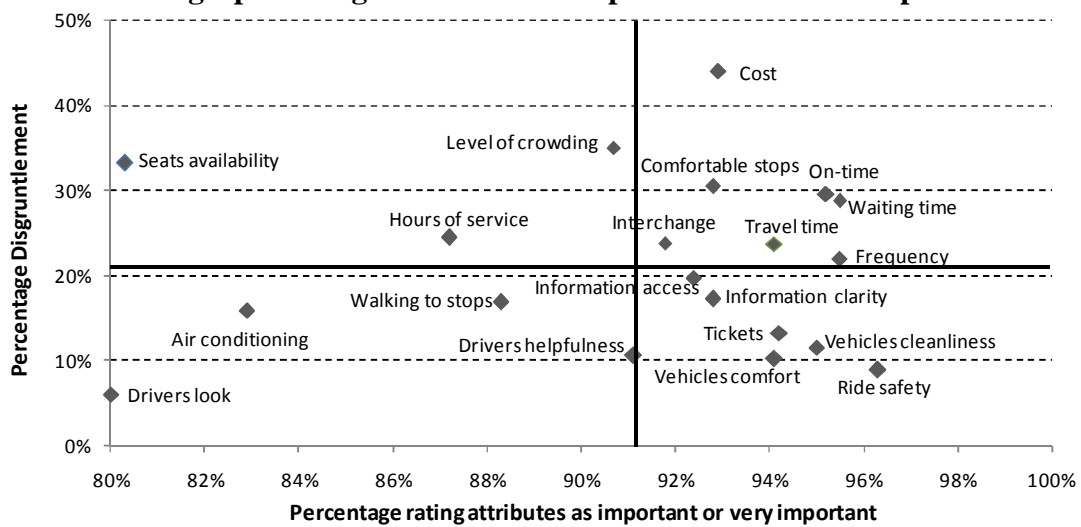 50%
Cost
40%
Level of crowding
Seats availability
Comfortable stops
On-time
30%
Waiting time
Hours of service
Interchange
Travel time
Frequency
20%
Information access
Walking to stops
Information clarity
Air conditioning
Tickets
Vehicles cleanliness
Drivers helpfulness
10%
Vehicles comfort
Ride safety
Drivers look
0%
80% 82% 84% 86% 88% 90% 92% 94% 96% 98% 100%
Percentage Disgruntlement
Percentage rating attributes as important or very important